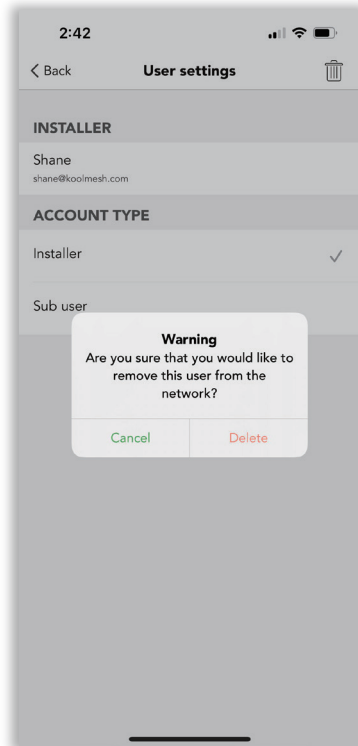 2:42
Back User settings
INSTALLER
Shane
shane@koolmesh.com
ACCOUNT TYPE
Installer
Sub user
Warning
Are you sure that you would like to
remove this user from the
network?
Cancel Delete